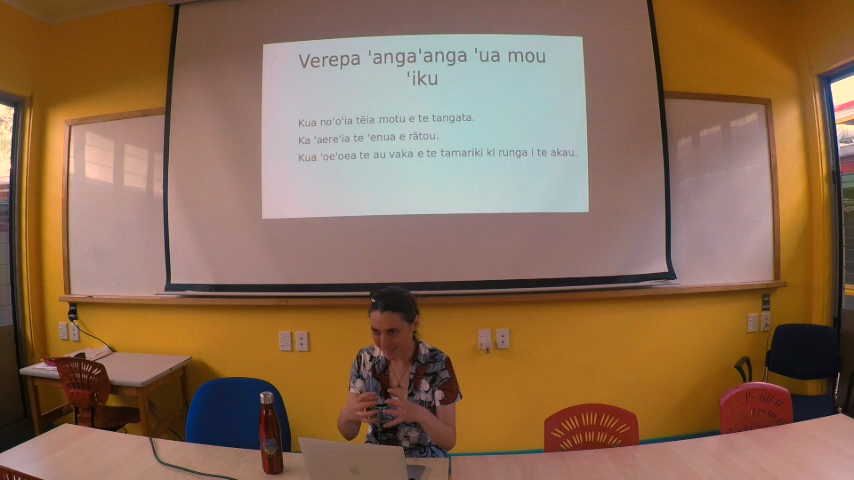 Verepa 'anga'anga 'ua mou
'iku
Kua no'o'ia tēia motu e te tangata.
Ka 'aere'ia te 'enua e rātou.
Kua 'oe'oea te au vaka e te tamariki ki runga i te akau.